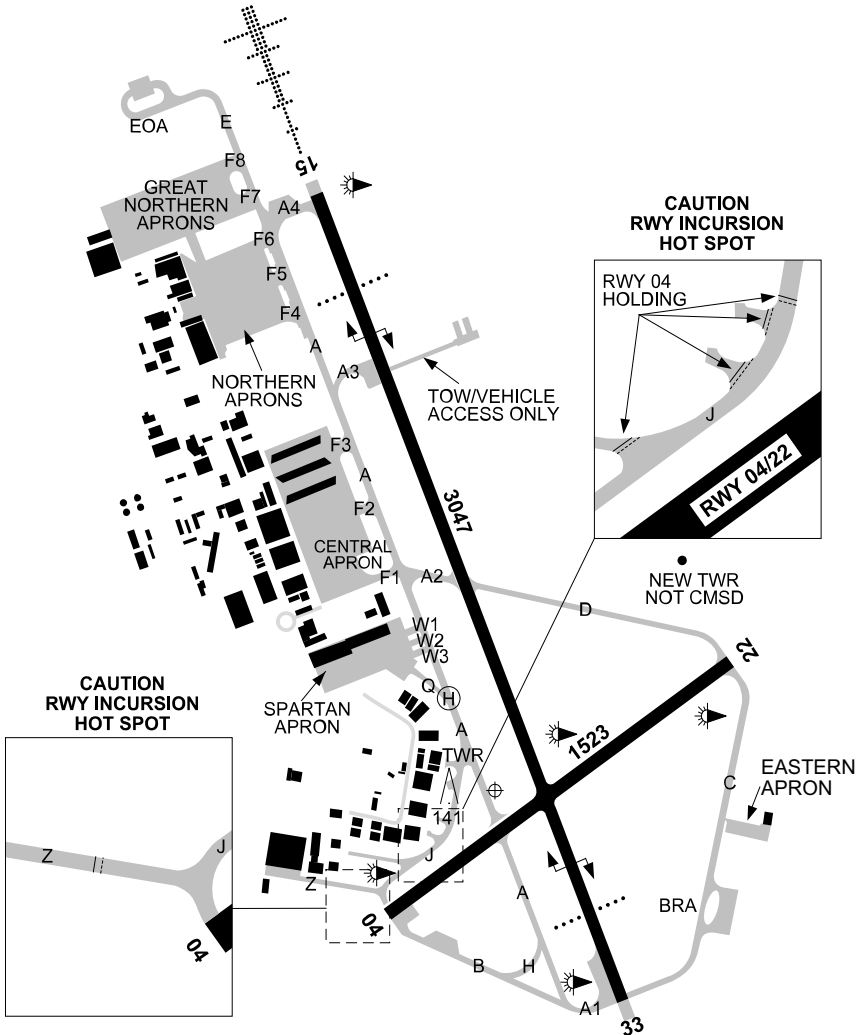 EOA
E
15
F8
GREAT
NORTHERN
APRONS
F7
A4
F6
F5
F4
A
A3
NORTHERN
APRONS
TOW/VEHICLE
ACCESS ONLY
CAUTION
RWY INCURSION
HOT SPOT
RWY 04
HOLDING
J
RWY 04/22
F3
A
F2
3047
CENTRAL
APRON
F1
A2
NEW TWR
NOT CMSD
D
W1
W2
W3
22
Q
H
SPARTAN
APRON
A
1523
TWR
141
C
EASTERN
APRON
CAUTION
RWY INCURSION
HOT SPOT
Z
J
04
J
Z
04
A
BRA
B
H
A1
33